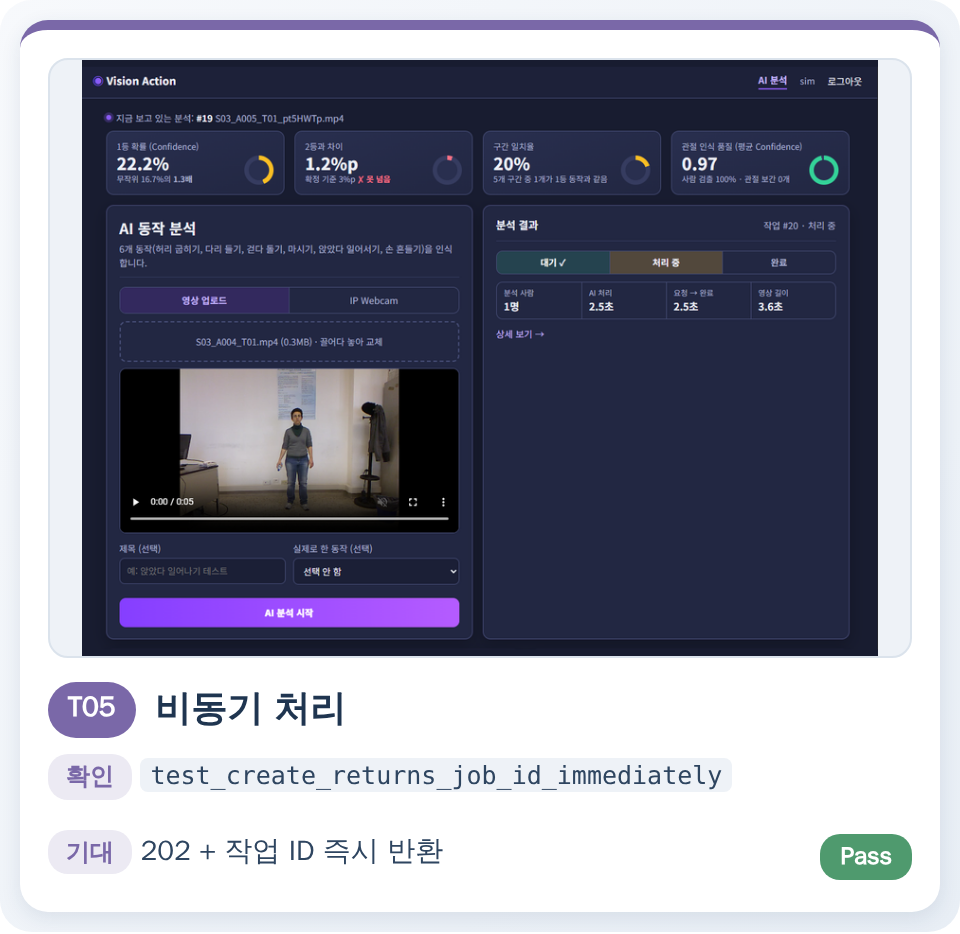 Vision Action
AI 분석 sim 로그아웃
지금 보고 있는 분석: #19 S03_A005_T01_pt5HWTp.mp4
1등 확률 (Confidence)
22.2%
무작위 16.7%의 1.3배
2등과 차이
1.2%p
확정 기준 3%p ✗ 못 넘음
구간 일치율
20%
5개 구간 중 1개가 1등 동작과 같음
관절 인식 품질 (평균 Confidence)
0.97
사람 검출 100% · 관절 보간 0개
AI 동작 분석
6개 동작(허리 굽히기, 다리 들기, 걷다 돌기, 마시기, 앉았다 일어서기, 손 흔들기)을 인식
합니다.
영상 업로드 IP Webcam
S03_A004_T01.mp4 (0.3MB) · 끌어다 놓아 교체
0:00 / 0:05
제목 (선택) 실제로 한 동작 (선택)
예: 앉았다 일어나기 테스트 선택 안 함
AI 분석 시작
분석 결과 작업 #20 · 처리 중
대기 ✓ 처리 중 완료
분석 사람 AI 처리 요청 → 완료 영상 길이
1명 2.5초 2.5초 3.6초
상세 보기 →
T05 비동기 처리
확인 test_create_returns_job_id_immediately
기대 202 + 작업 ID 즉시 반환
Pass